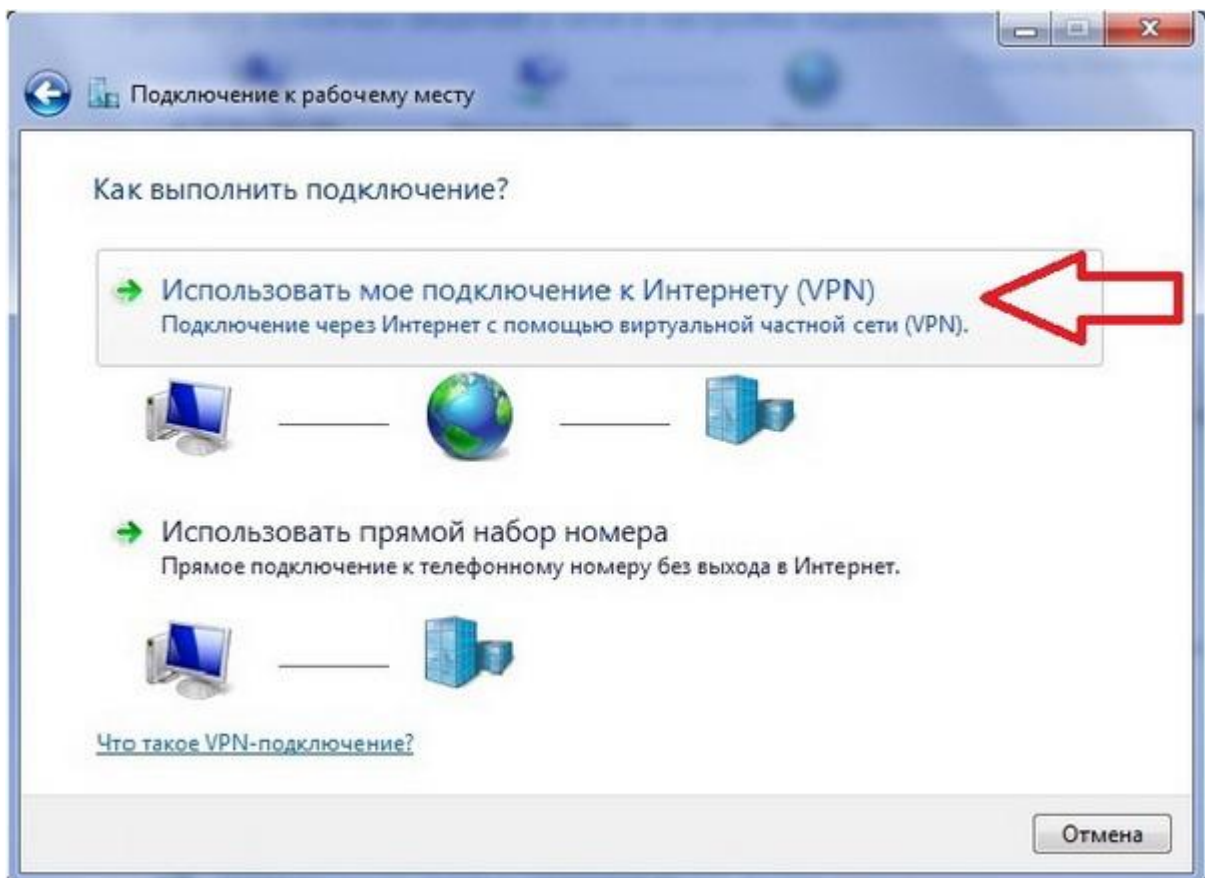 Подключение к рабочему месту
Как выполнить подключение?
Использовать мое подключение к Интернету (VPN)
Подключение через Интернет с помощью виртуальной частной сети (VPN).
Использовать прямой набор номера
Прямое подключение к телефонному номеру без выхода в Интернет.
Что такое VPN-подключение?
Отмена